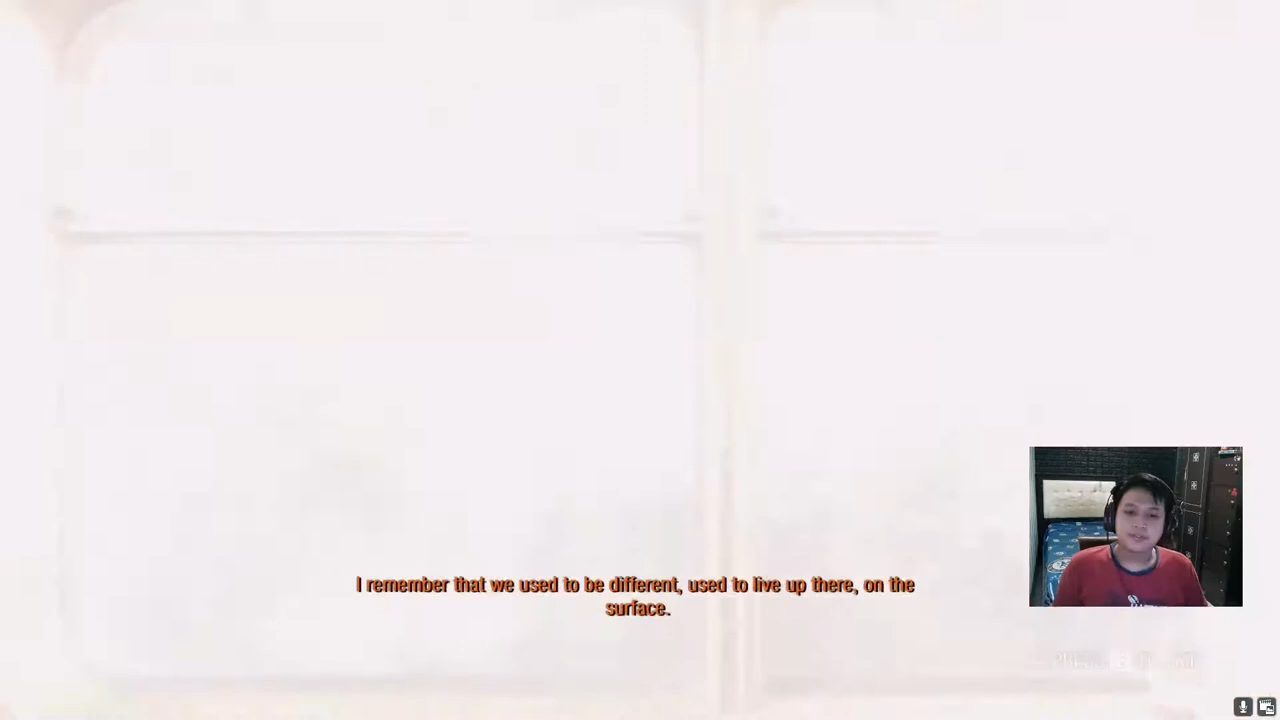 I remember that we used to be different, used to live up there, on the
surface.